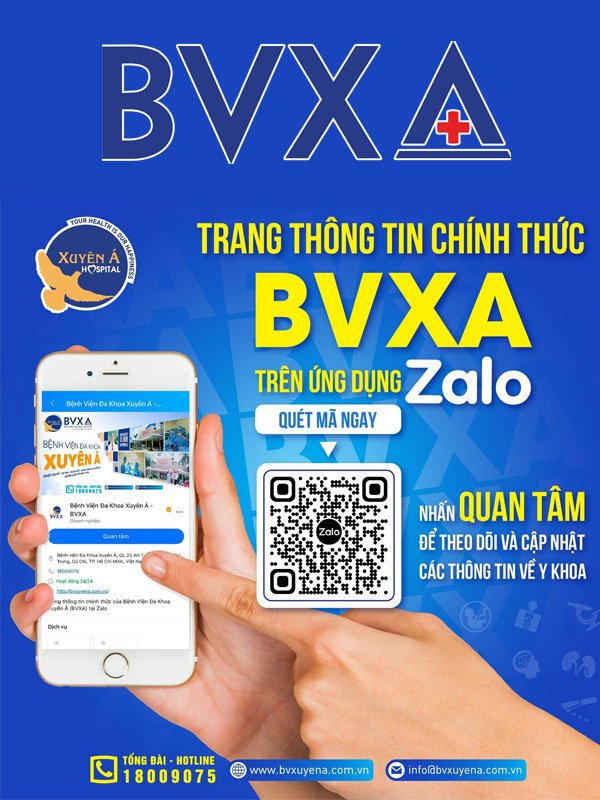 BVXA
YOUR HEALTH IS OUR HAPPINESS
XUYÊN Á
HOSPITAL
TRANG THÔNG TIN CHÍNH THỨC
BVXA
TRÊN ỨNG DỤNG Zalo
QUÉT MÃ NGAY
Zalo
NHẤN QUAN TÂM
ĐỂ THEO DÕI VÀ CẬP NHẬT
CÁC THÔNG TIN VỀ Y KHOA
Bệnh Viện Đa Khoa Xuyên Á -...
BVXA
BỆNH VIỆN ĐA KHOA
XUYÊN Á
18009075
BVXA
Bệnh Viện Đa Khoa Xuyên Á -
BVXA
Doanh nghiệp
Quan tâm
Bệnh viện Đa Khoa Xuyên Á, QL 22
Trung, Củ Chi, TP. Hồ Chí Minh, Việt
18009075
Hoạt động 24/24
http://bvxuyena.com.vn/
thông tin chính thức của Bệnh Viện Đa Khoa
Xuyên Á (BVXA) tại Zalo
Dịch vụ
TỔNG ĐÀI - HOTLINE
18009075
www.bvxuyena.com.vn
info@bvxuyena.com.vn